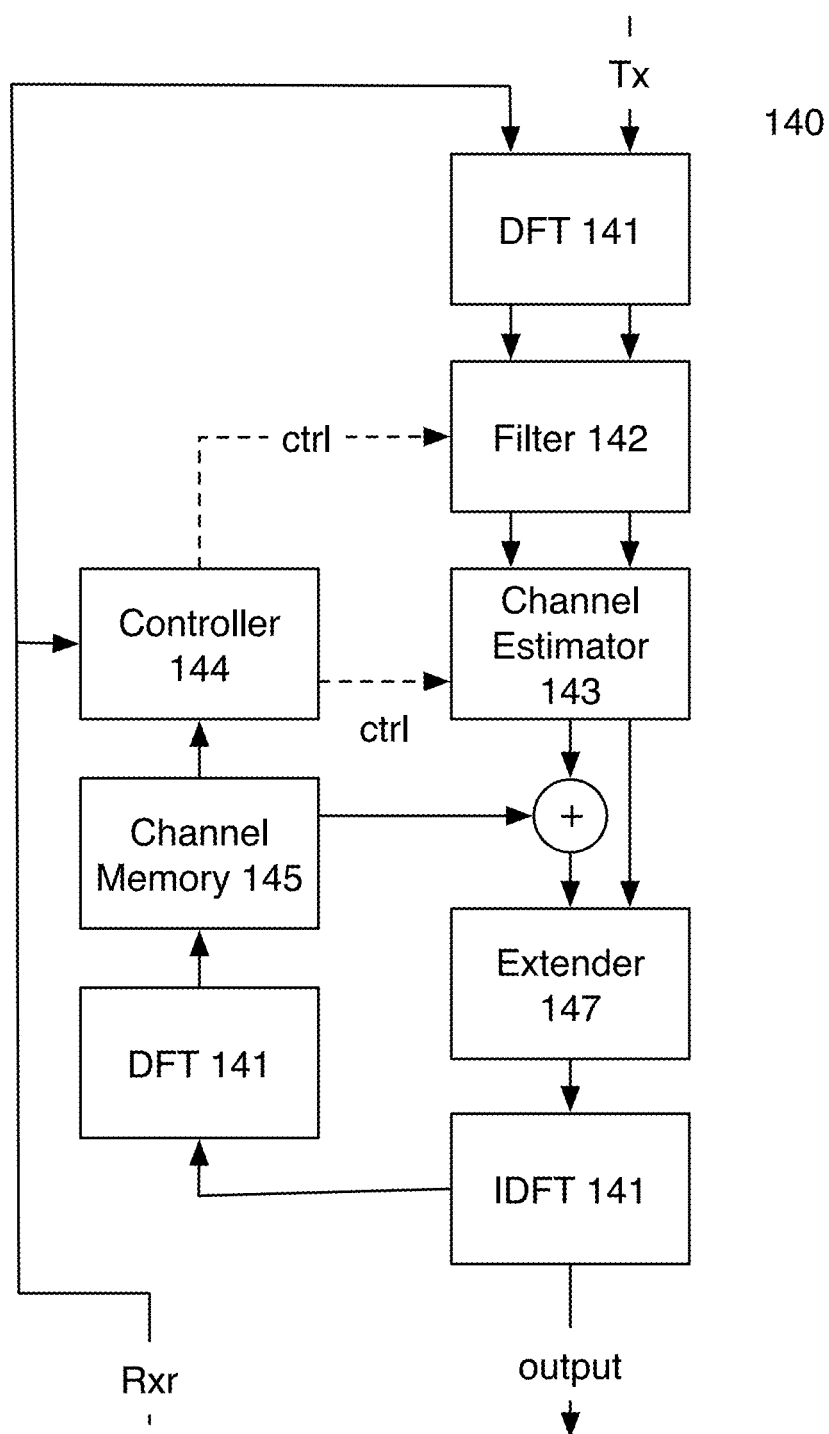 Tx
140
DFT 141
ctrl
Filter 142
Controller
144
Channel
Estimator
143
ctrl
Channel
Memory 145
+
Extender
147
DFT 141
IDFT 141
Rxr
output